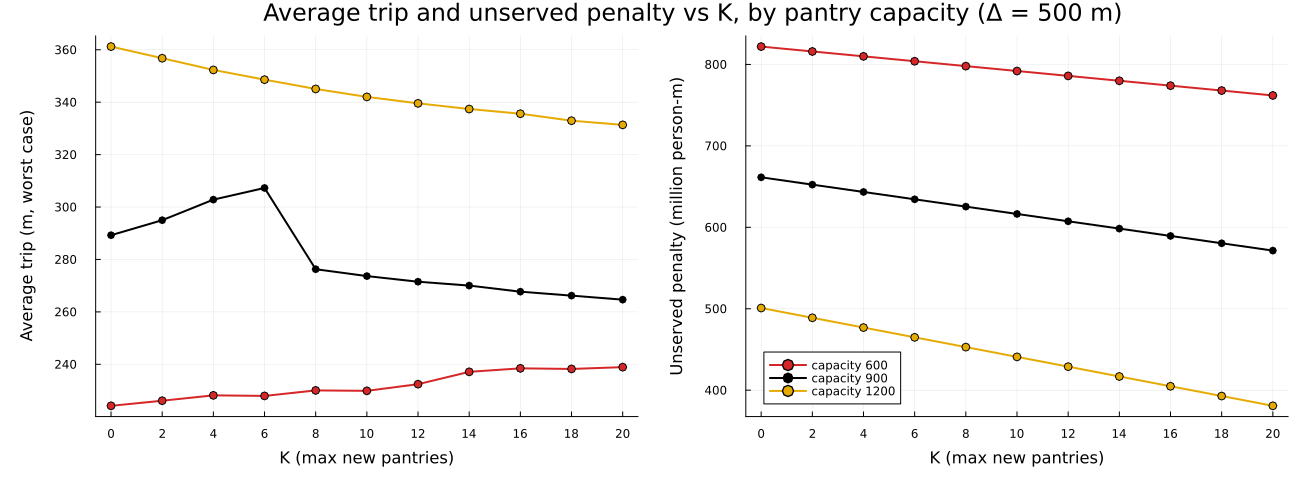 Average trip and unserved penalty vs K, by pantry capacity (Δ = 500 m)
Average trip (m, worst case)
360
340
320
300
280
260
240
0 2 4 6 8 10 12 14 16 18 20
K (max new pantries)
Unserved penalty (million person-m)
800
700
600
500
400
capacity 600
capacity 900
capacity 1200
0 2 4 6 8 10 12 14 16 18 20
K (max new pantries)